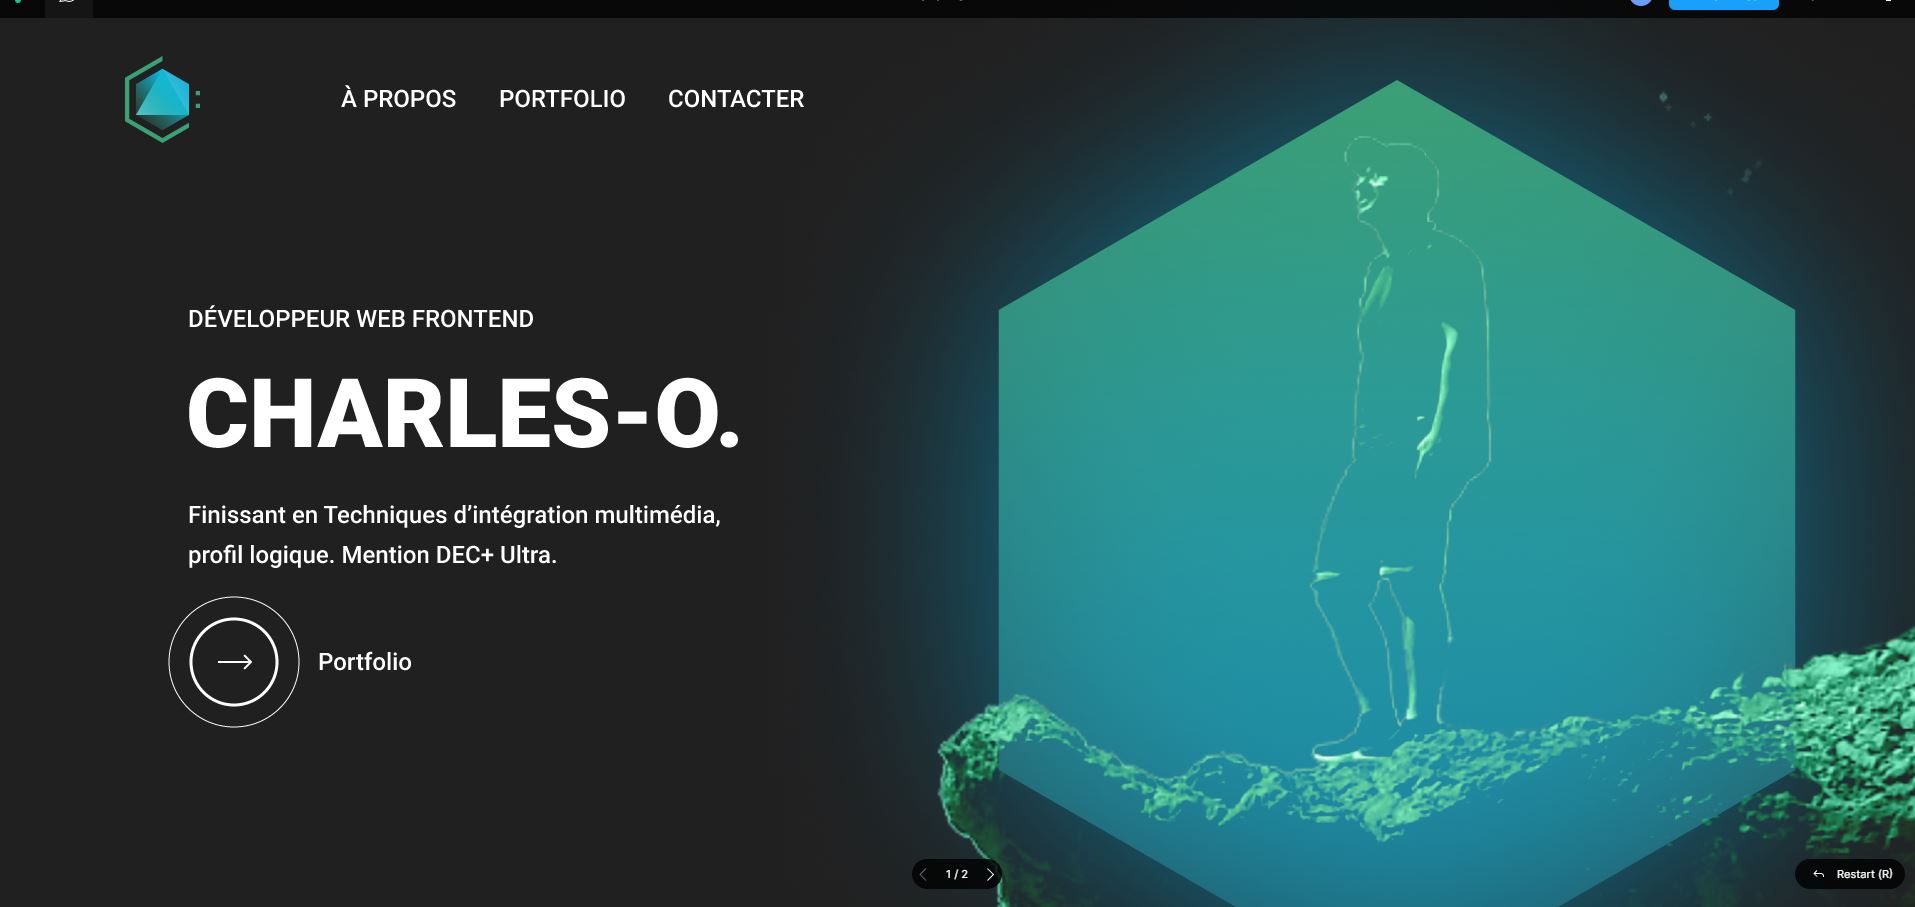 À PROPOS PORTFOLIO CONTACTER
DÉVELOPPEUR WEB FRONTEND
CHARLES-O.
Finissant en Techniques d’intégration multimédia,
profil logique. Mention DEC+ Ultra.
Portfolio
1 / 2
Restart (R)